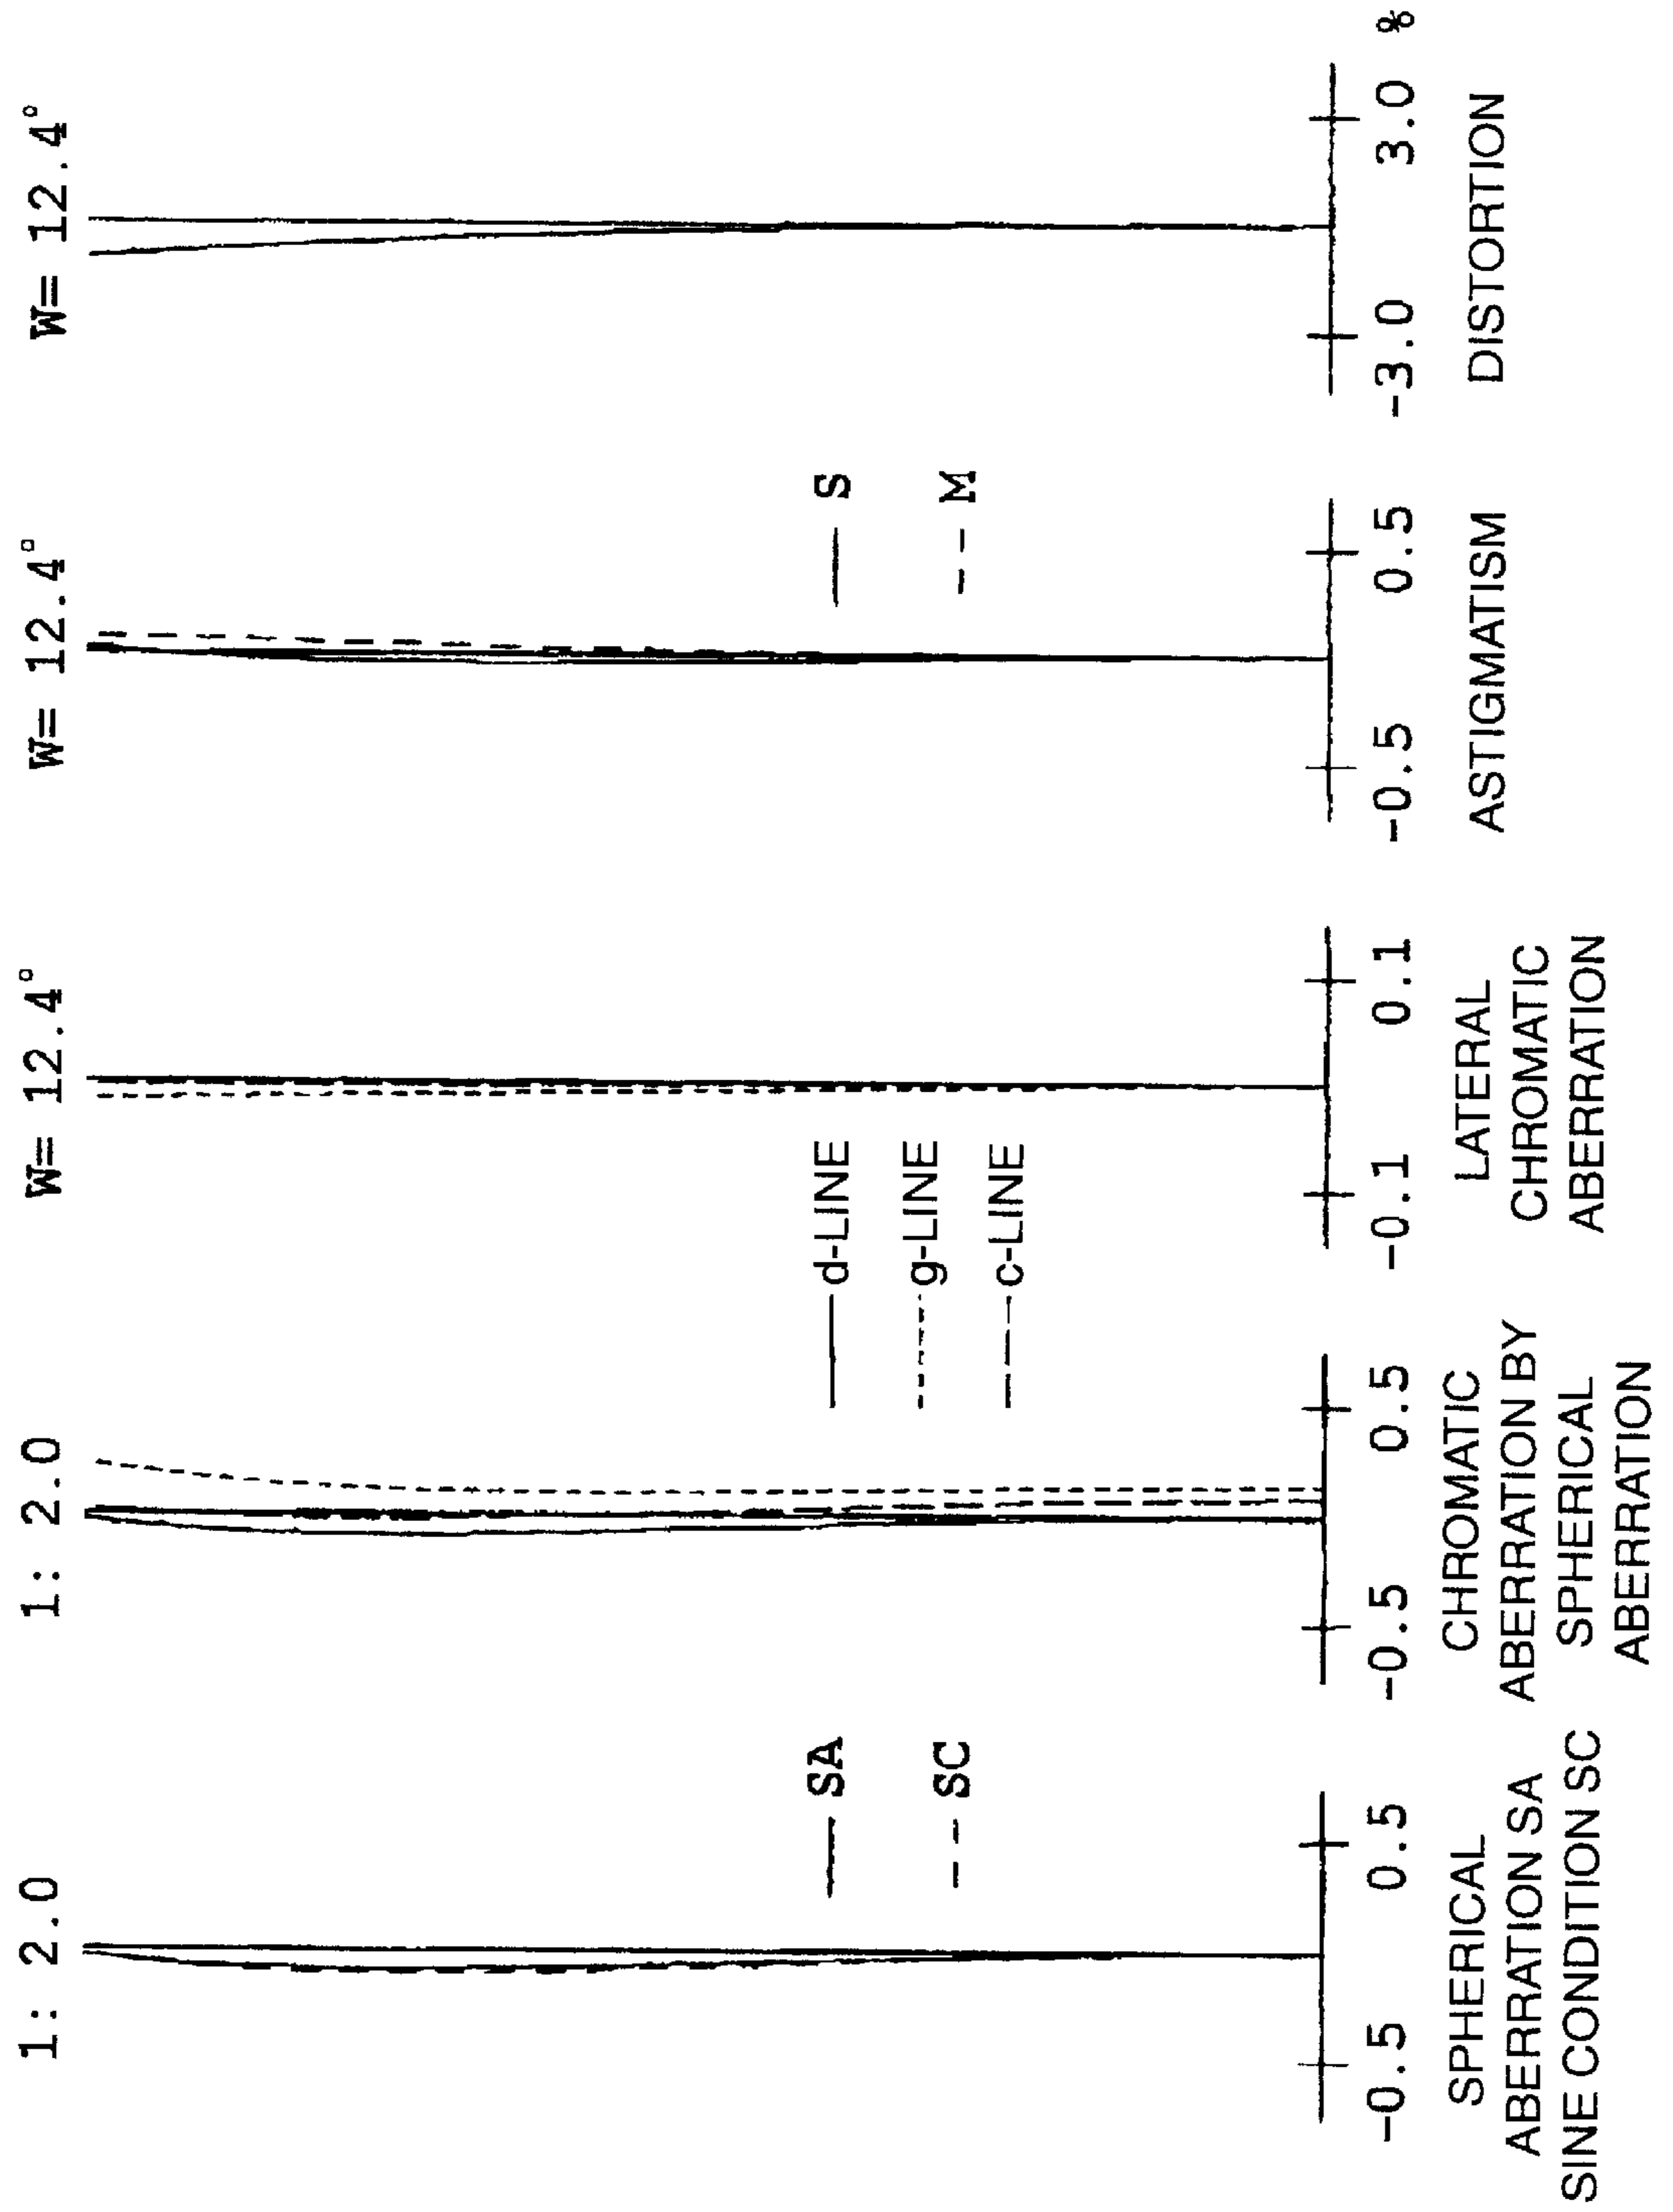 1: 2.0
SA
SC
-0.5
0.5
SPHERICAL
ABERRATION SA
SINE CONDITION SC
1: 2.0
d-LINE
g-LINE
c-LINE
-0.5
0.5
CHROMATIC
ABERRATION BY
SPHERICAL
ABERRATION
W= 12.4°
-0.1
0.1
LATERAL
CHROMATIC
ABERRATION
W= 12.4°
S
M
-0.5
0.5
ASTIGMATISM
W= 12.4°
-3.0
3.0
%
DISTORTION